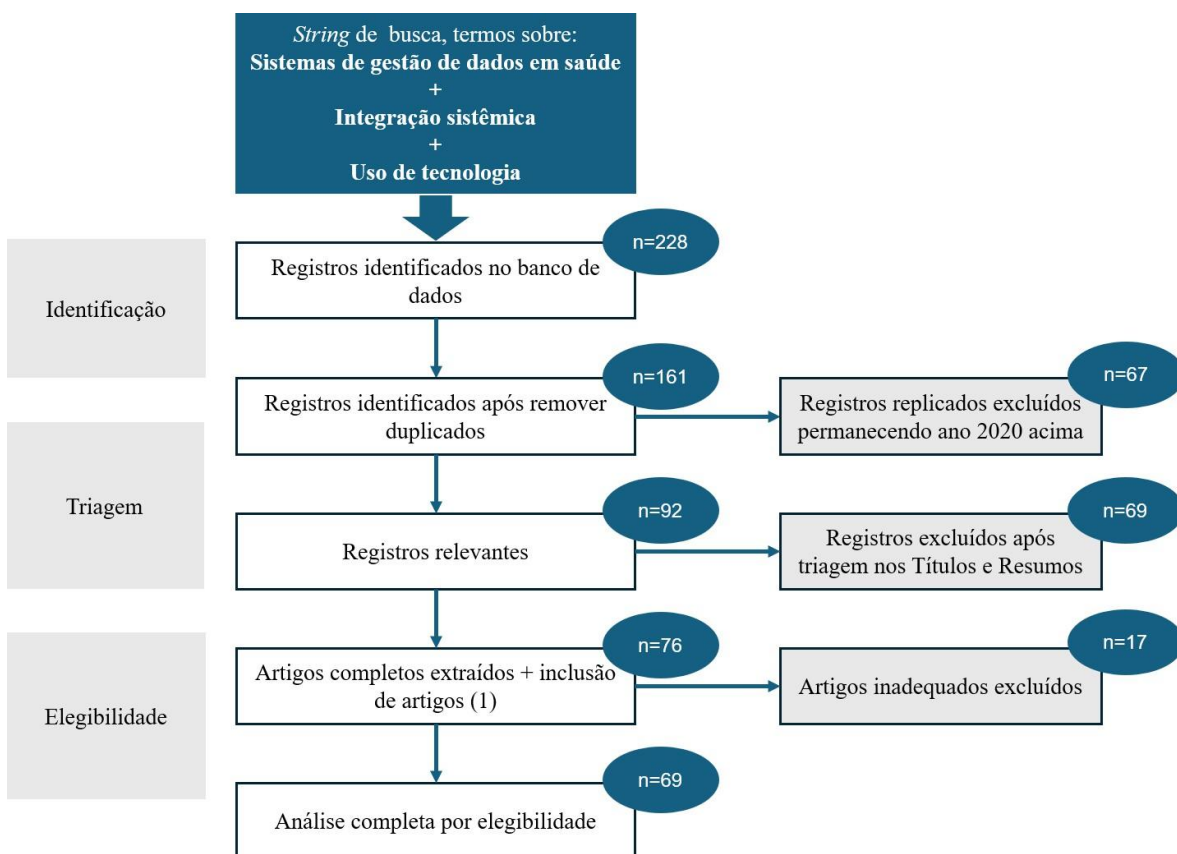 String de busca, termos sobre:
Sistemas de gestão de dados em saúde
+
Integração sistêmica
+
Uso de tecnologia
Identificação
n=228
Registros identificados no banco de
dados
Triagem
n=161
Registros identificados após remover
duplicados
n=67
Registros replicados excluídos
permanecendo ano 2020 acima
n=92
Registros relevantes
n=69
Registros excluídos após
triagem nos Títulos e Resumos
Elegibilidade
n=76
Artigos completos extraídos + inclusão
de artigos (1)
n=17
Artigos inadequados excluídos
n=69
Análise completa por elegibilidade